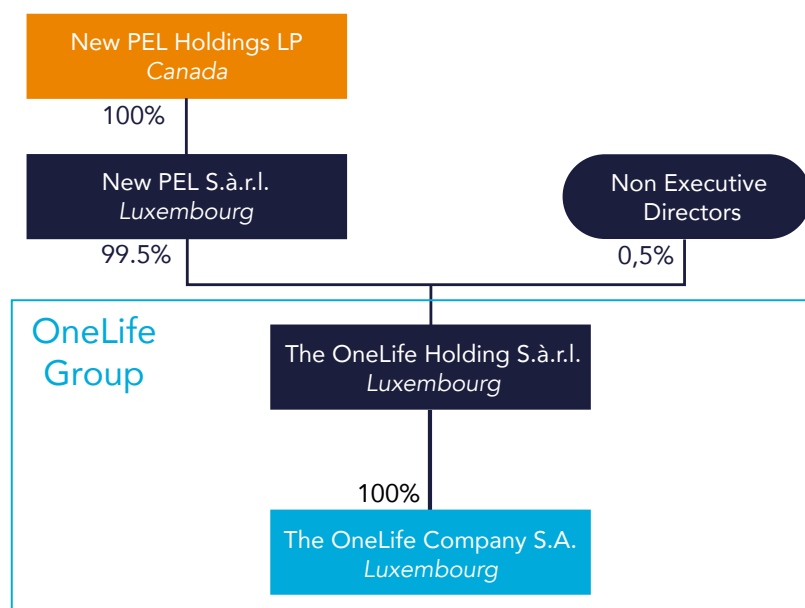 New PEL Holdings LP
Canada
100%
New PEL S.à.r.l.
Luxembourg
Non Executive
Directors
99.5%
0,5%
OneLife
Group
The OneLife Holding S.à.r.l.
Luxembourg
100%
The OneLife Company S.A.
Luxembourg